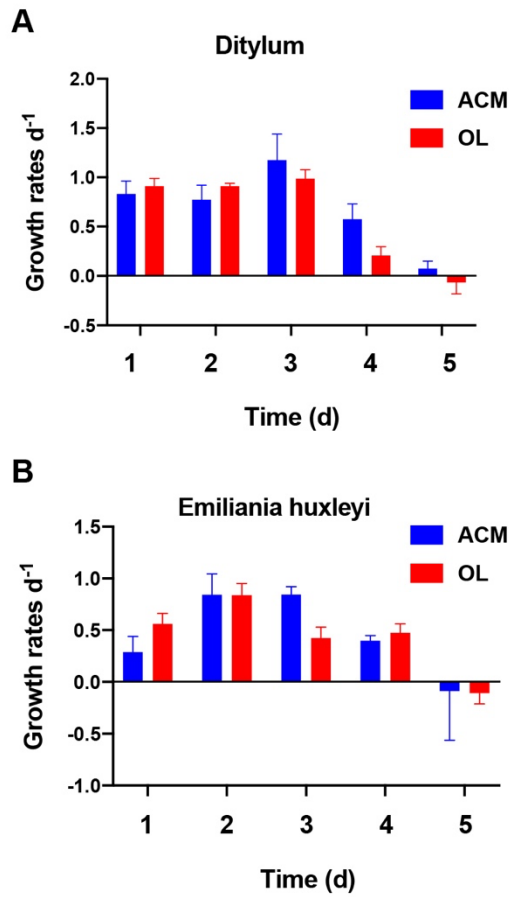 A
Ditylum
ACM
OL
Growth rates d-1
2.0
1.5
1.0
0.5
0.0
-0.5
1 2 3 4 5
Time (d)
B
Emiliania huxleyi
ACM
OL
Growth rates d-1
1.5
1.0
0.5
0.0
-0.5
-1.0
1 2 3 4 5
Time (d)